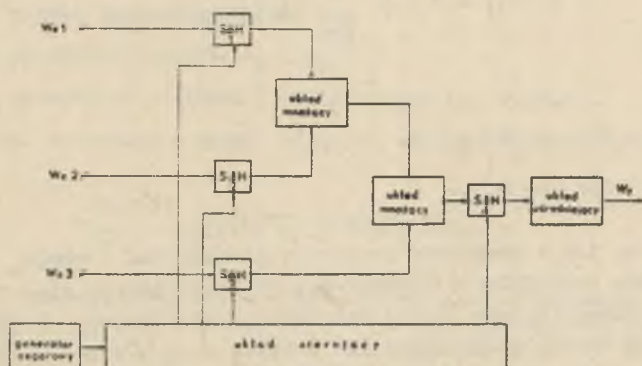 We 1
S&H
układ
mnożący
We 2
S&H
układ
mnożący
S&H
układ
uśredniający
Wy
We 3
S&H
generator
zegarowy
układ sterujący